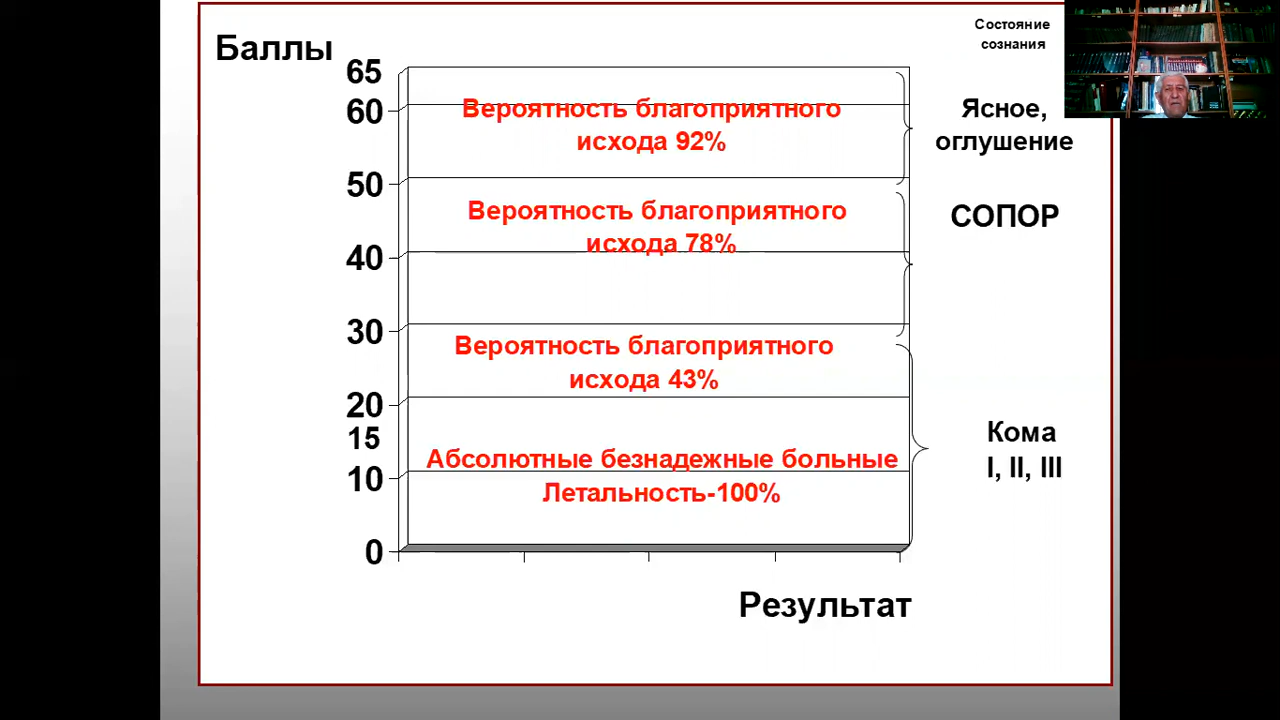 Состояние
сознания
Баллы
65
60
Вероятность благоприятного
исхода 92%
Ясное,
оглушение
50
Вероятность благоприятного
исхода 78%
СОПОР
40
30
Вероятность благоприятного
исхода 43%
20
15
Кома
I, II, III
Абсолютные безнадежные больные
10
Летальность-100%
0
Результат